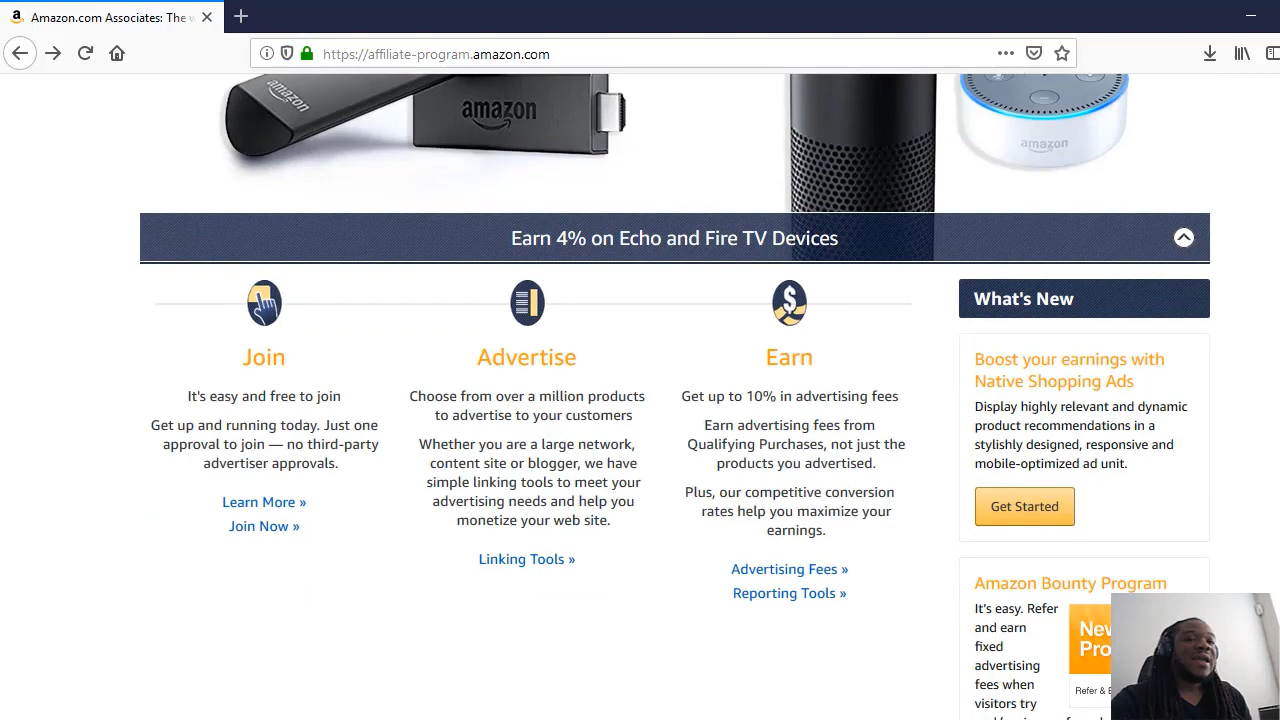 Amazon.com Associates: The
https://affiliate-program.amazon.com
amazon
amazon
amazon
Earn 4% on Echo and Fire TV Devices
Join
It's easy and free to join
Get up and running today. Just one
approval to join — no third-party
advertiser approvals.
Learn More »
Join Now »
Advertise
Choose from over a million products
to advertise to your customers
Whether you are a large network,
content site or blogger, we have
simple linking tools to meet your
advertising needs and help you
monetize your web site.
Linking Tools »
Earn
Get up to 10% in advertising fees
Earn advertising fees from
Qualifying Purchases, not just the
products you advertised.
Plus, our competitive conversion
rates help you maximize your
earnings.
Advertising Fees »
Reporting Tools »
What's New
Boost your earnings with
Native Shopping Ads
Display highly relevant and dynamic
product recommendations in a
stylishly designed, responsive and
mobile-optimized ad unit.
Get Started
Amazon Bounty Program
It's easy. Refer
and earn
fixed
advertising
fees when
visitors try
New
Pro
Refer &